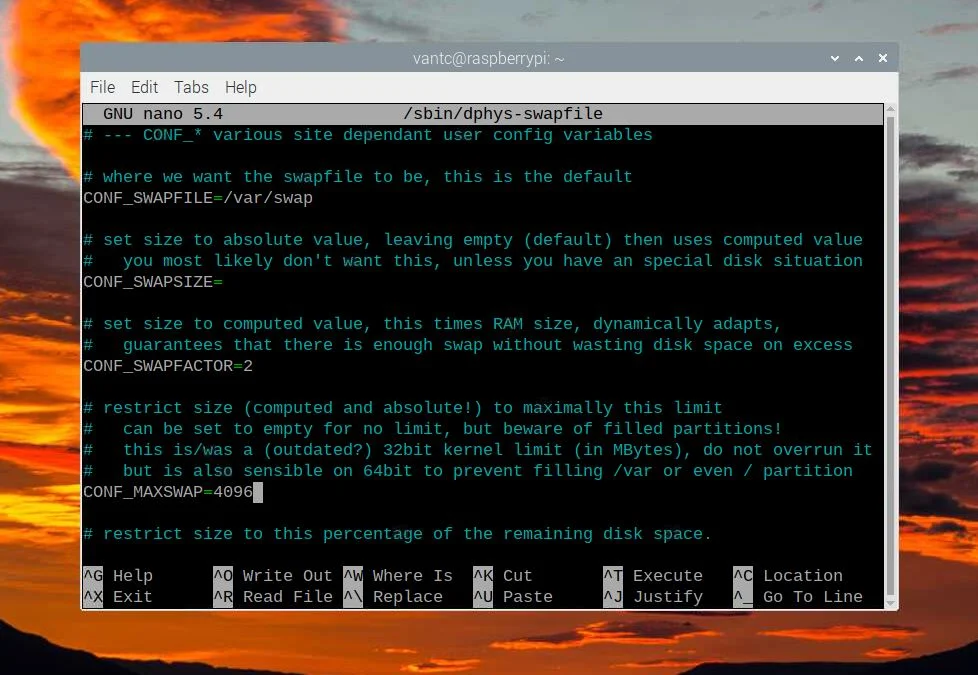 vantc@raspberrypi: ~
File Edit Tabs Help
GNU nano 5.4 /sbin/dphys-swapfile
# --- CONF_* various site dependant user config variables
# where we want the swapfile to be, this is the default
CONF_SWAPFILE=/var/swap
# set size to absolute value, leaving empty (default) then uses computed value
#   you most likely don't want this, unless you have an special disk situation
CONF_SWAPSIZE=
# set size to computed value, this times RAM size, dynamically adapts,
#   guarantees that there is enough swap without wasting disk space on excess
CONF_SWAPFACTOR=2
# restrict size (computed and absolute!) to maximally this limit
#   can be set to empty for no limit, but beware of filled partitions!
#   this is/was a (outdated?) 32bit kernel limit (in MBytes), do not overrun it
#   but is also sensible on 64bit to prevent filling /var or even / partition
CONF_MAXSWAP=4096
# restrict size to this percentage of the remaining disk space.
^G Help ^O Write Out ^W Where Is ^K Cut ^T Execute ^C Location
^X Exit ^R Read File ^\ Replace ^U Paste ^J Justify ^_ Go To Line